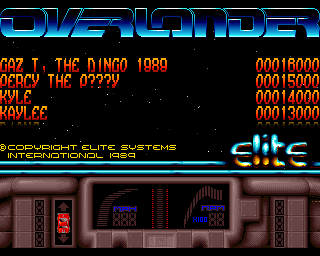 OVERLANDER
GAZ T, THE DINGO 1989 00016000
PERCY THE P???Y 00015000
KYLE 00014000
KAYLEE 00013000
©COPYRIGHT ELITE SYSTEMS
INTERNATIONAL 1989
elite